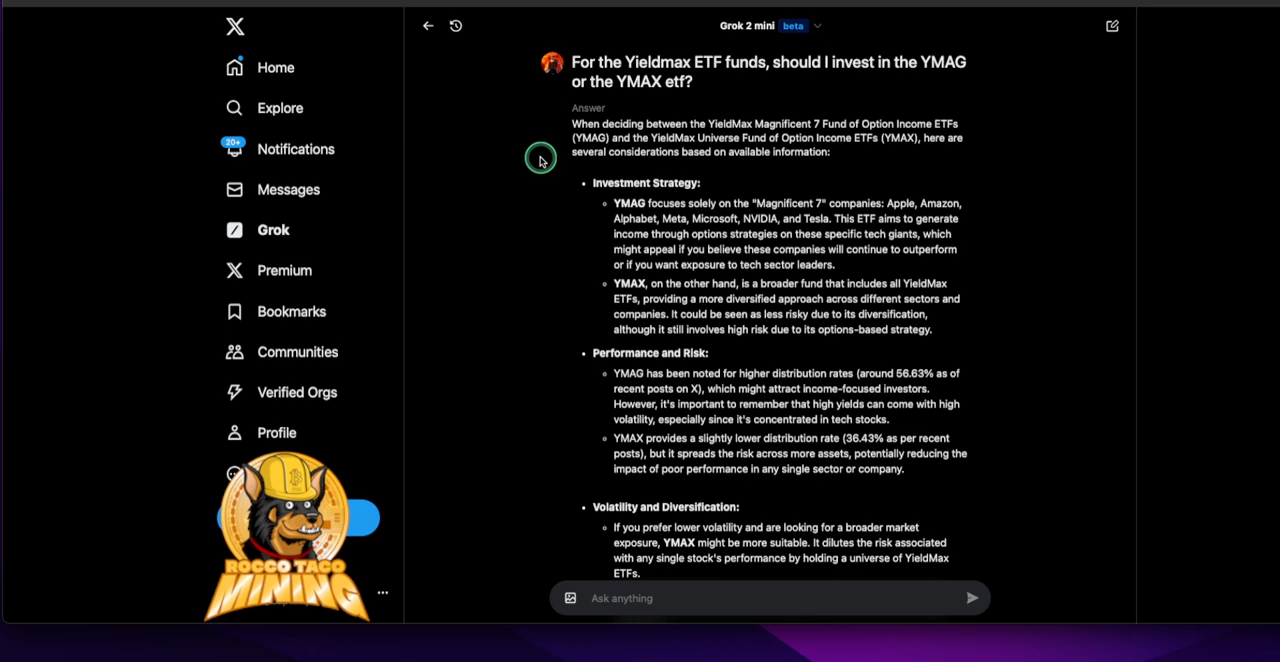 Grok 2 mini beta
Home
Explore
20+
Notifications
Messages
Grok
Premium
Bookmarks
Communities
Verified Orgs
Profile
ROCCO TACO
MINING
For the Yieldmax ETF funds, should I invest in the YMAG
or the YMAX etf?
Answer
When deciding between the YieldMax Magnificent 7 Fund of Option Income ETFs
(YMAG) and the YieldMax Universe Fund of Option Income ETFs (YMAX), here are
several considerations based on available information:
• Investment Strategy:
◦ YMAG focuses solely on the "Magnificent 7" companies: Apple, Amazon,
Alphabet, Meta, Microsoft, NVIDIA, and Tesla. This ETF aims to generate
income through options strategies on these specific tech giants, which
might appeal if you believe these companies will continue to outperform
or if you want exposure to tech sector leaders.
◦ YMAX, on the other hand, is a broader fund that includes all YieldMax
ETFs, providing a more diversified approach across different sectors and
companies. It could be seen as less risky due to its diversification,
although it still involves high risk due to its options-based strategy.
• Performance and Risk:
◦ YMAG has been noted for higher distribution rates (around 56.63% as of
recent posts on X), which might attract income-focused investors.
However, it's important to remember that high yields can come with high
volatility, especially since it's concentrated in tech stocks.
◦ YMAX provides a slightly lower distribution rate (36.43% as per recent
posts), but it spreads the risk across more assets, potentially reducing the
impact of poor performance in any single sector or company.
• Volatility and Diversification:
◦ If you prefer lower volatility and are looking for a broader market
exposure, YMAX might be more suitable. It dilutes the risk associated
with any single stock's performance by holding a universe of YieldMax
ETFs.
Ask anything